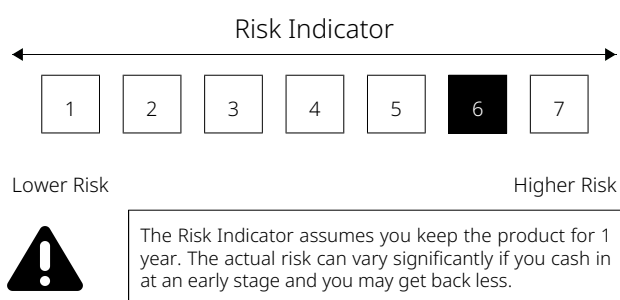 Risk Indicator
1 2 3 4 5 6 7
Lower Risk Higher Risk
The Risk Indicator assumes you keep the product for 1
year. The actual risk can vary significantly if you cash in
at an early stage and you may get back less.